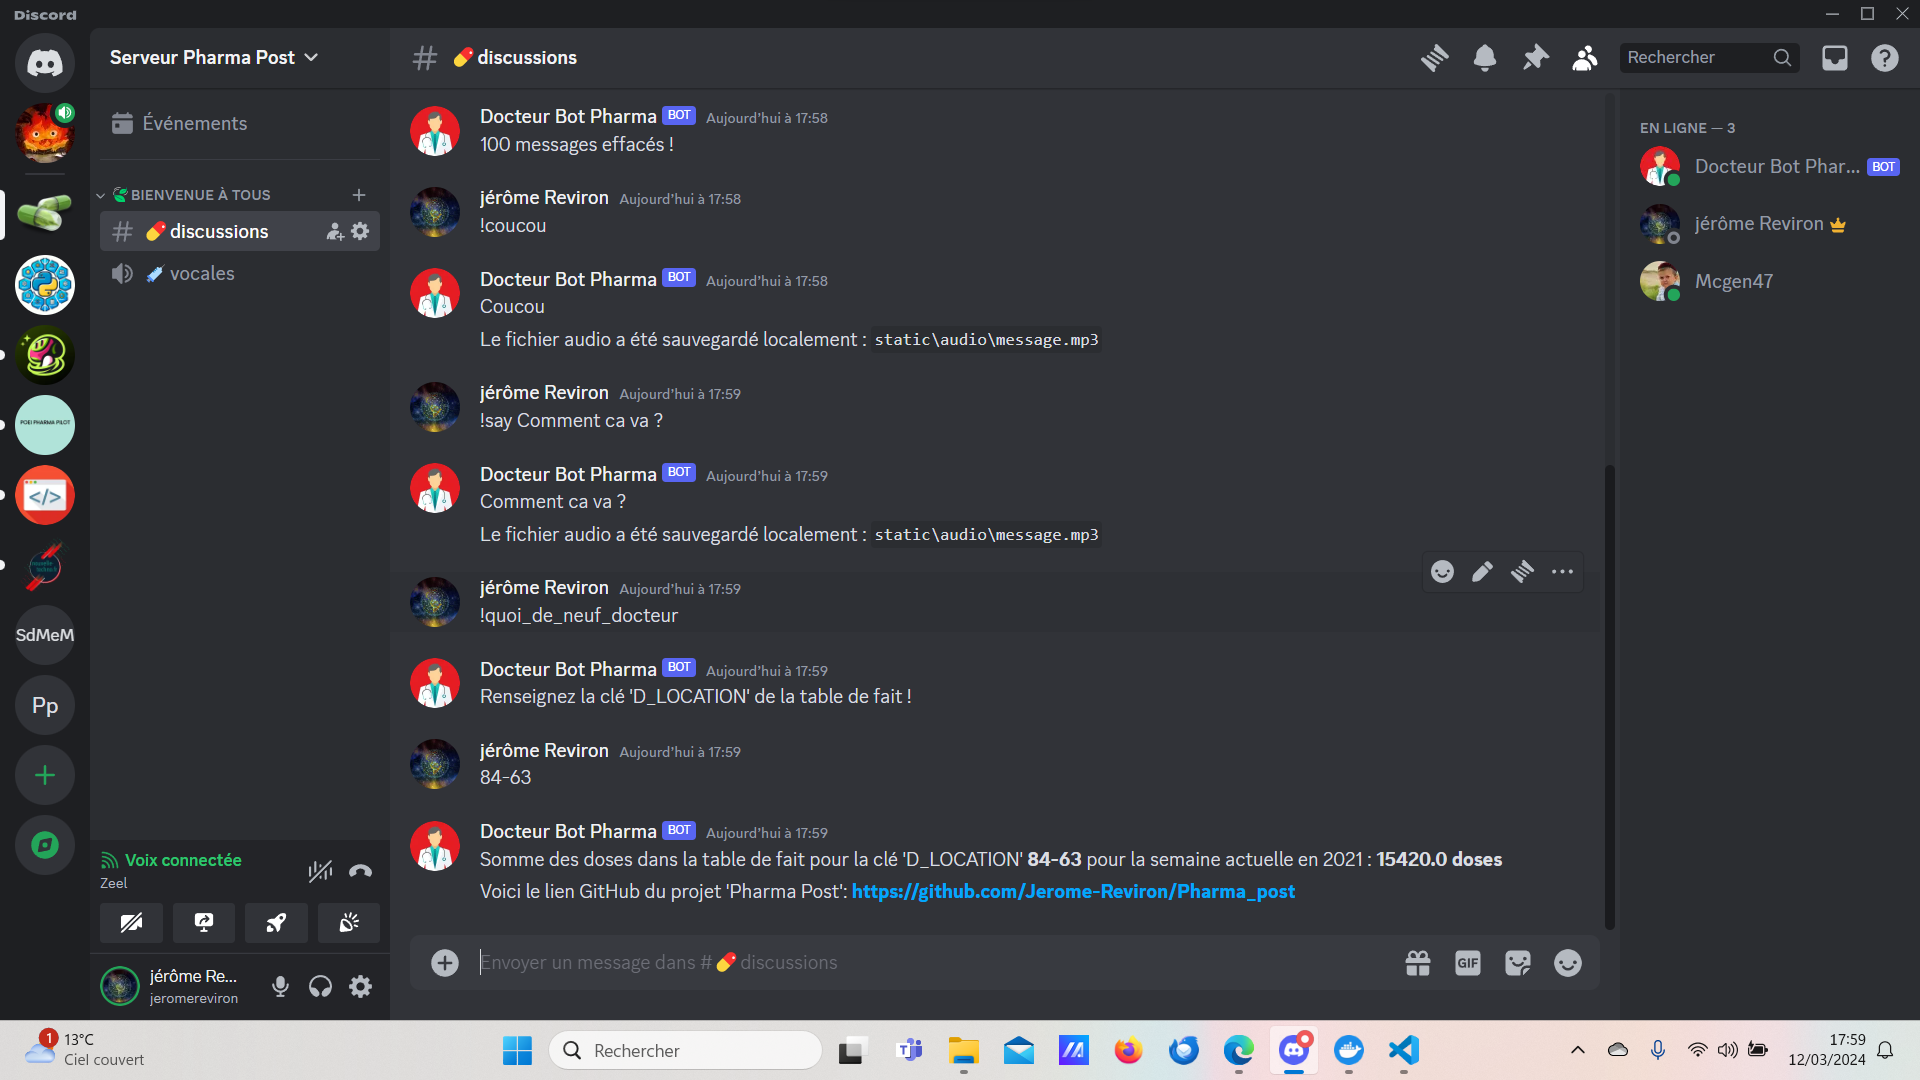 Discord
Serveur Pharma Post
Événements
BIENVENUE À TOUS
discussions
vocales
Voix connectée
Zeel
jérôme Re...
jeromereviron
POEI PHARMA PILOT
</>
SdMeM
Pp
discussions
Rechercher
Docteur Bot Pharma BOT Aujourd'hui à 17:58
100 messages effacés !
jérôme Reviron Aujourd'hui à 17:58
!coucou
Docteur Bot Pharma BOT Aujourd'hui à 17:58
Coucou
Le fichier audio a été sauvegardé localement : static\audio\message.mp3
jérôme Reviron Aujourd'hui à 17:59
!say Comment ca va ?
Docteur Bot Pharma BOT Aujourd'hui à 17:59
Comment ca va ?
Le fichier audio a été sauvegardé localement : static\audio\message.mp3
jérôme Reviron Aujourd'hui à 17:59
!quoi_de_neuf_docteur
Docteur Bot Pharma BOT Aujourd'hui à 17:59
Renseignez la clé 'D_LOCATION' de la table de fait !
jérôme Reviron Aujourd'hui à 17:59
84-63
Docteur Bot Pharma BOT Aujourd'hui à 17:59
Somme des doses dans la table de fait pour la clé 'D_LOCATION' 84-63 pour la semaine actuelle en 2021 : 15420.0 doses
Voici le lien GitHub du projet 'Pharma Post': https://github.com/Jerome-Reviron/Pharma_post
Envoyer un message dans # discussions
GIF
EN LIGNE — 3
Docteur Bot Phar... BOT
jérôme Reviron
Mcgen47
1
13°C
Ciel couvert
Rechercher
17:59
12/03/2024